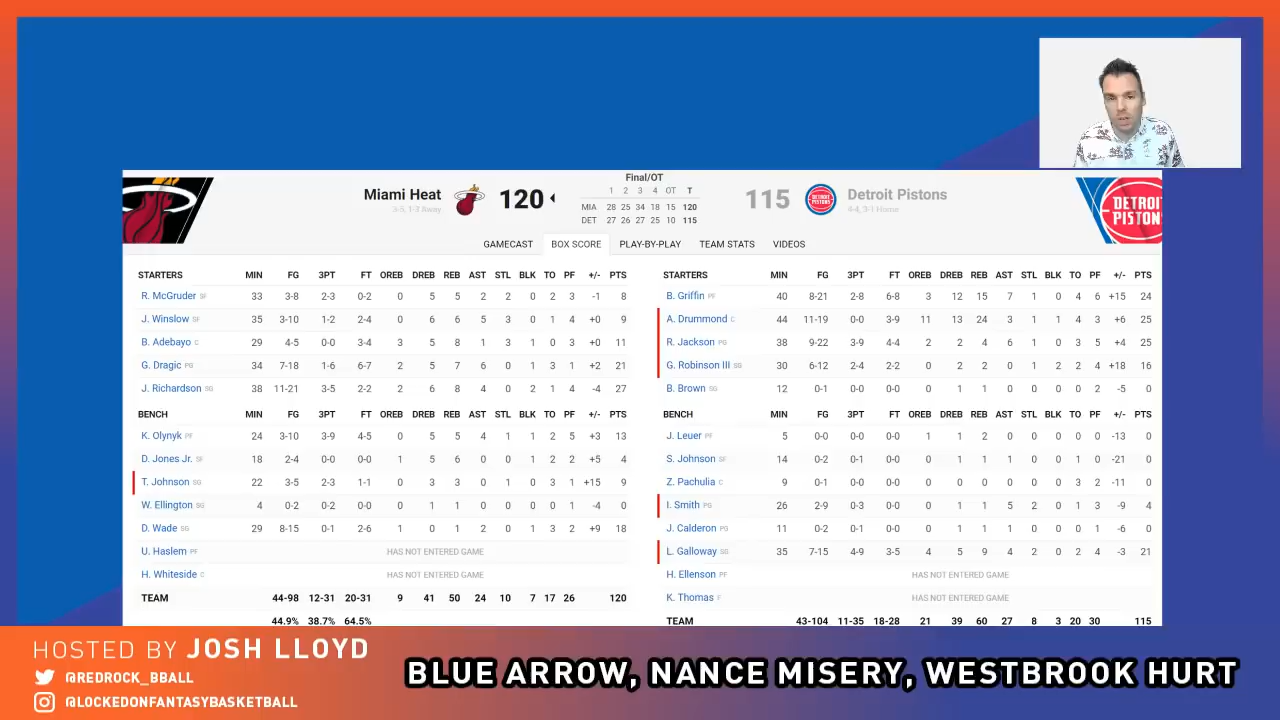 Final/OT
Miami Heat 120 1 2 3 4 OT T 115 Detroit Pistons
3-5, 1-3 Away MIA 28 25 34 18 15 120 4-4, 3-1 Home
DET 27 26 27 25 10 115
DETROIT
PISTONS
GAMECAST BOX SCORE PLAY-BY-PLAY TEAM STATS VIDEOS
STARTERS MIN FG 3PT FT OREB DREB REB AST STL BLK TO PF +/- PTS
R. McGruder SF 33 3-8 2-3 0-2 0 5 5 2 2 0 2 3 -1 8
J. Winslow SF 35 3-10 1-2 2-4 0 6 6 5 3 0 1 4 +0 9
B. Adebayo C 29 4-5 0-0 3-4 3 5 8 1 3 1 0 3 +0 11
G. Dragic PG 34 7-18 1-6 6-7 2 5 7 6 0 1 3 1 +2 21
J. Richardson SG 38 11-21 3-5 2-2 2 6 8 4 0 2 1 4 -4 27
BENCH MIN FG 3PT FT OREB DREB REB AST STL BLK TO PF +/- PTS
K. Olynyk PF 24 3-10 3-9 4-5 0 5 5 4 1 1 2 5 +3 13
D. Jones Jr. SF 18 2-4 0-0 0-0 1 5 6 0 0 1 2 2 +5 4
T. Johnson SG 22 3-5 2-3 1-1 0 3 3 0 1 0 3 1 +15 9
W. Ellington SG 4 0-2 0-2 0-0 0 1 1 0 0 0 0 1 -4 0
D. Wade SG 29 8-15 0-1 2-6 1 0 1 2 0 1 3 2 +9 18
U. Haslem PF HAS NOT ENTERED GAME
H. Whiteside C HAS NOT ENTERED GAME
TEAM 44-98 12-31 20-31 9 41 50 24 10 7 17 26 120
44.9% 38.7% 64.5%
STARTERS MIN FG 3PT FT OREB DREB REB AST STL BLK TO PF +/- PTS
B. Griffin PF 40 8-21 2-8 6-8 3 12 15 7 1 0 4 6 +15 24
A. Drummond C 44 11-19 0-0 3-9 11 13 24 3 1 1 4 3 +6 25
R. Jackson PG 38 9-22 3-9 4-4 2 2 4 6 1 0 3 5 +4 25
G. Robinson III SG 30 6-12 2-4 2-2 0 2 2 0 1 2 2 4 +18 16
B. Brown SG 12 0-1 0-0 0-0 0 1 1 0 0 0 0 2 -5 0
BENCH MIN FG 3PT FT OREB DREB REB AST STL BLK TO PF +/- PTS
J. Leuer PF 5 0-0 0-0 0-0 1 1 2 0 0 0 0 0 -13 0
S. Johnson SF 14 0-2 0-1 0-0 0 1 1 1 0 0 1 0 -21 0
Z. Pachulia C 9 0-1 0-0 0-0 0 0 0 0 0 0 3 2 -11 0
I. Smith PG 26 2-9 0-3 0-0 0 1 1 5 2 0 1 3 -9 4
J. Calderon PG 11 0-2 0-1 0-0 0 1 1 1 0 0 1 0 -6 0
L. Galloway SG 35 7-15 4-9 3-5 4 5 9 4 2 0 2 4 -3 21
H. Ellenson PF HAS NOT ENTERED GAME
K. Thomas F HAS NOT ENTERED GAME
TEAM 43-104 11-35 18-28 21 39 60 27 8 3 20 30 115
HOSTED BY JOSH LLOYD
@REDROCK_BBALL
@LOCKEDONFANTASYBASKETBALL
BLUE ARROW, NANCE MISERY, WESTBROOK HURT